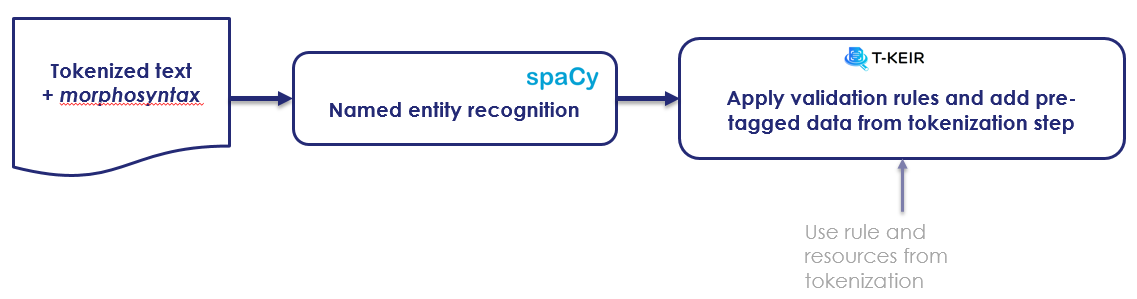 Tokenized text
+ morphosyntax
spaCy
Named entity recognition
T-KEIR
Apply validation rules and add pre-
tagged data from tokenization step
Use rule and
resources from
tokenization